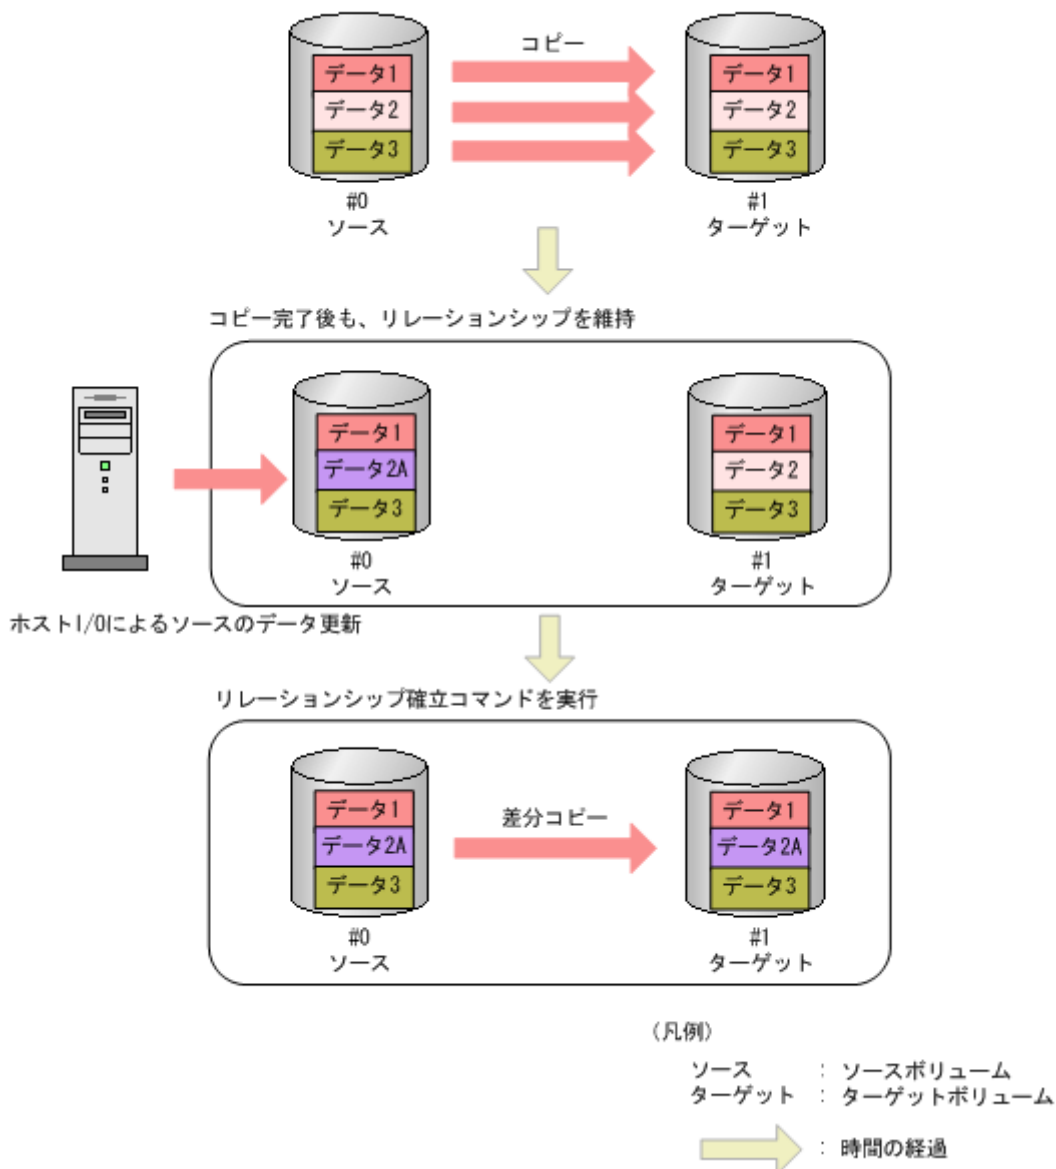 コピー
データ1
データ2
データ3
データ1
データ2
データ3
#0
ソース
#1
ターゲット
コピー完了後も、リレーションシップを維持
データ1
データ2A
データ3
データ1
データ2
データ3
#0
ソース
#1
ターゲット
ホストI/Oによるソースのデータ更新
リレーションシップ確立コマンドを実行
データ1
データ2A
データ3
差分コピー
データ1
データ2A
データ3
#0
ソース
#1
ターゲット
(凡例)
ソース : ソースボリューム
ターゲット : ターゲットボリューム
: 時間の経過